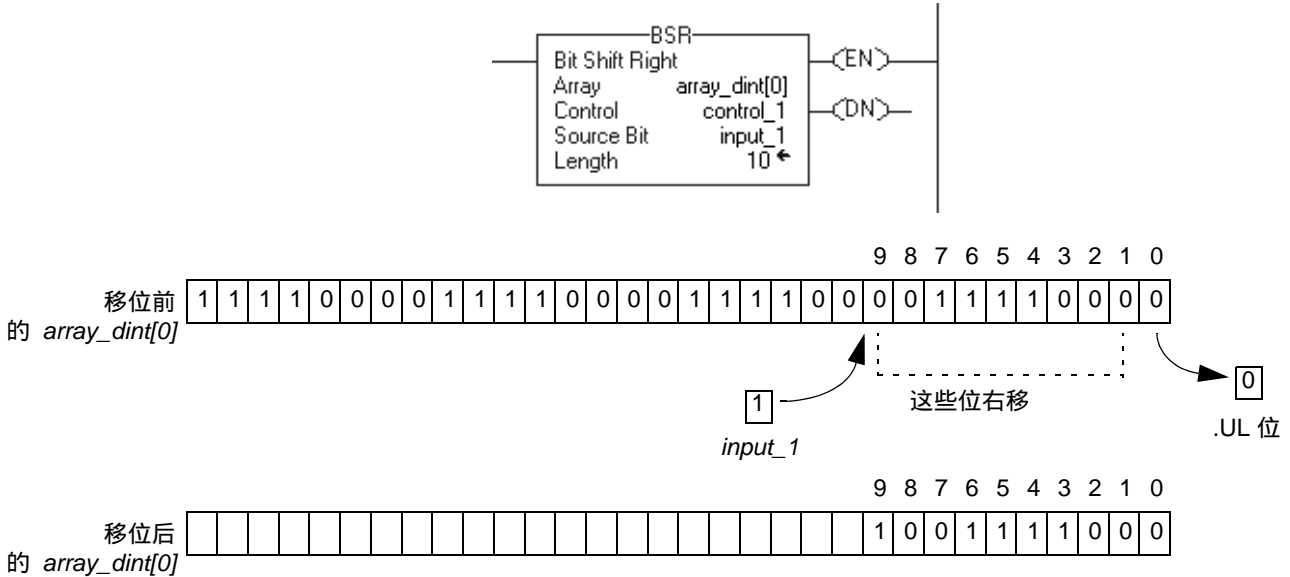 BSR
Bit Shift Right
Array array_dint[0]
Control control_1
Source Bit input_1
Length 10
EN
DN
9 8 7 6 5 4 3 2 1 0
移位前
的 array_dint[0]
1 1 1 1 0 0 0 0 1 1 1 1 0 0 0 0 1 1 1 1 0 0 0 0 1 1 1 1 0 0 0 0
1
input_1
这些位右移
0
.UL 位
9 8 7 6 5 4 3 2 1 0
移位后
的 array_dint[0]
1 0 0 1 1 1 1 0 0 0